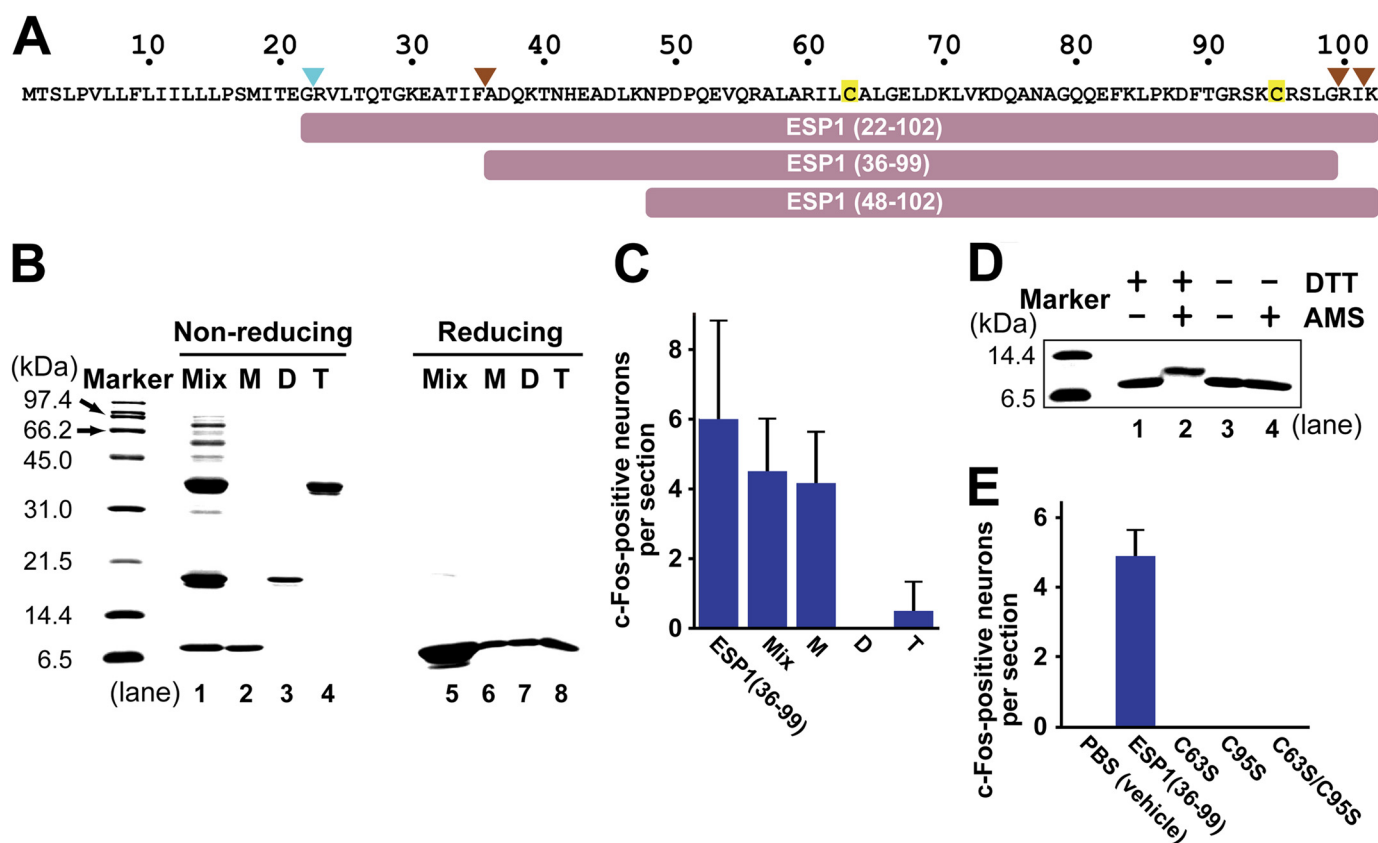 A
10 20 30 40 50 60 70 80 90 100
MTSLPVLLFLIILLLPSMITEGRVLTQTGKEATIFADQKTNHEADLKNPDPQEVQRALARILCALGELDKLVKDQANAGQQEFKLPKDFTGRSKCRSLGRIK
ESP1 (22-102)
ESP1 (36-99)
ESP1 (48-102)
B
Non-reducing Reducing
(kDa) Marker Mix M D T Mix M D T
97.4
66.2
45.0
31.0
21.5
14.4
6.5
(lane) 1 2 3 4 5 6 7 8
C
c-Fos-positive neurons
per section
8
6
4
2
0
ESP1(36-99) Mix M D T
D
+ + − − DTT
Marker
(kDa) − + − + AMS
14.4
6.5
1 2 3 4 (lane)
E
c-Fos-positive neurons
per section
6
4
2
0
PBS (vehicle) ESP1(36-99) C63S C95S C63S/C95S